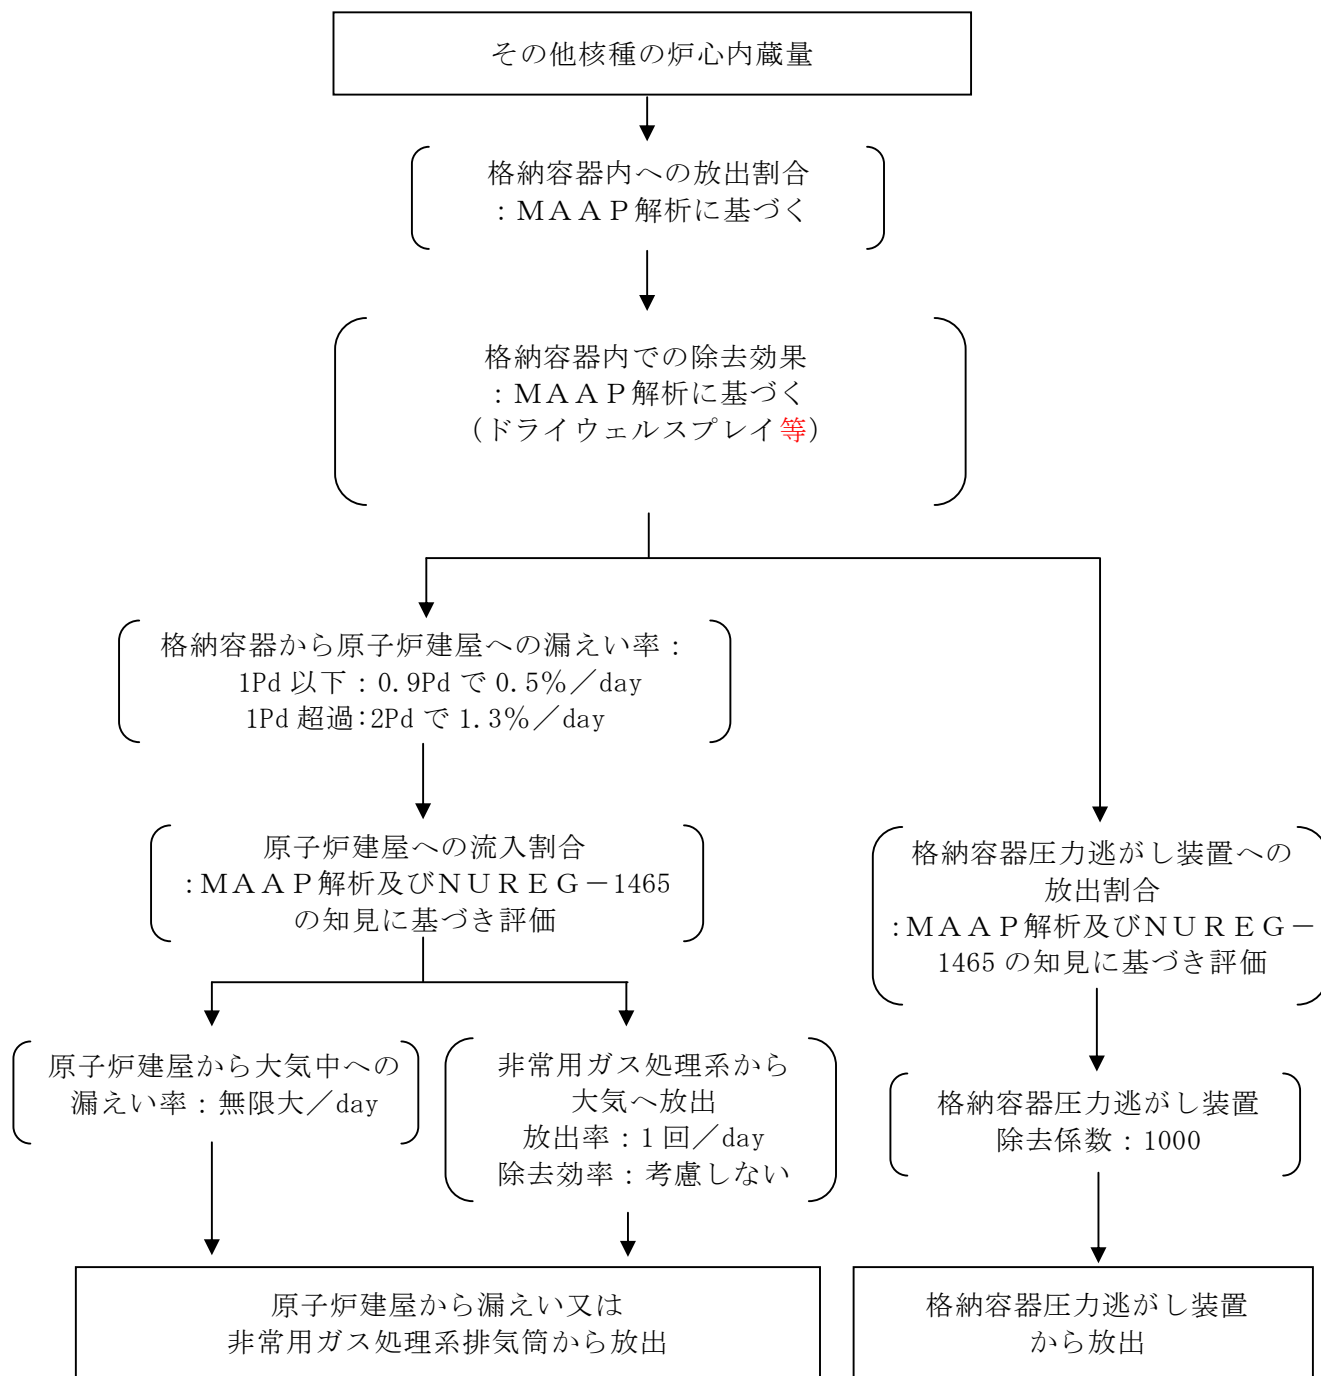 その他核種の炉心内蔵量
格納容器内への放出割合
：ＭＡＡＰ解析に基づく
格納容器内での除去効果
：ＭＡＡＰ解析に基づく
（ドライウェルスプレイ等）
格納容器から原子炉建屋への漏えい率：
1Pd 以下：0.9Pd で 0.5％／day
1Pd 超過：2Pd で 1.3％／day
原子炉建屋への流入割合
：ＭＡＡＰ解析及びＮＵＲＥＧ－1465
の知見に基づき評価
格納容器圧力逃がし装置への
放出割合
：ＭＡＡＰ解析及びＮＵＲＥＧ－
1465 の知見に基づき評価
原子炉建屋から大気中への
漏えい率：無限大／day
非常用ガス処理系から
大気へ放出
放出率：1 回／day
除去効率：考慮しない
格納容器圧力逃がし装置
除去係数：1000
原子炉建屋から漏えい又は
非常用ガス処理系排気筒から放出
格納容器圧力逃がし装置
から放出